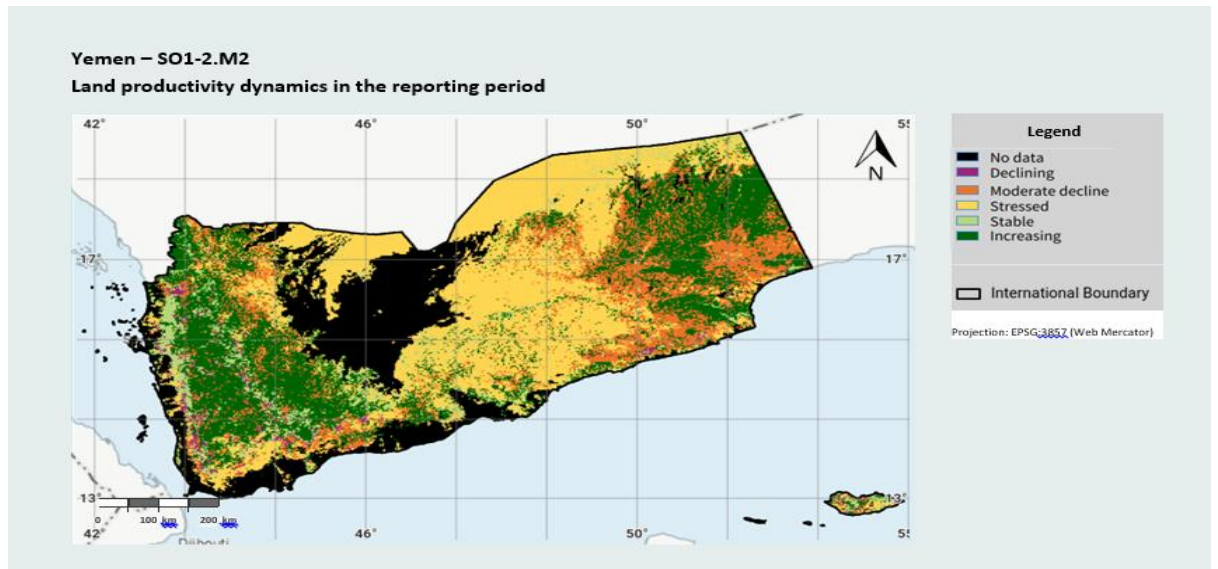 Yemen – SO1-2.M2
Land productivity dynamics in the reporting period
42° 46° 50° 5
N
Legend
No data
Declining
Moderate decline
Stressed
Stable
Increasing
17° 17°
International Boundary
Projection: EPSG:3857 (Web Mercator)
13° 13°
0 100 km 200 km
42° 46° 50° 5
Djibouti